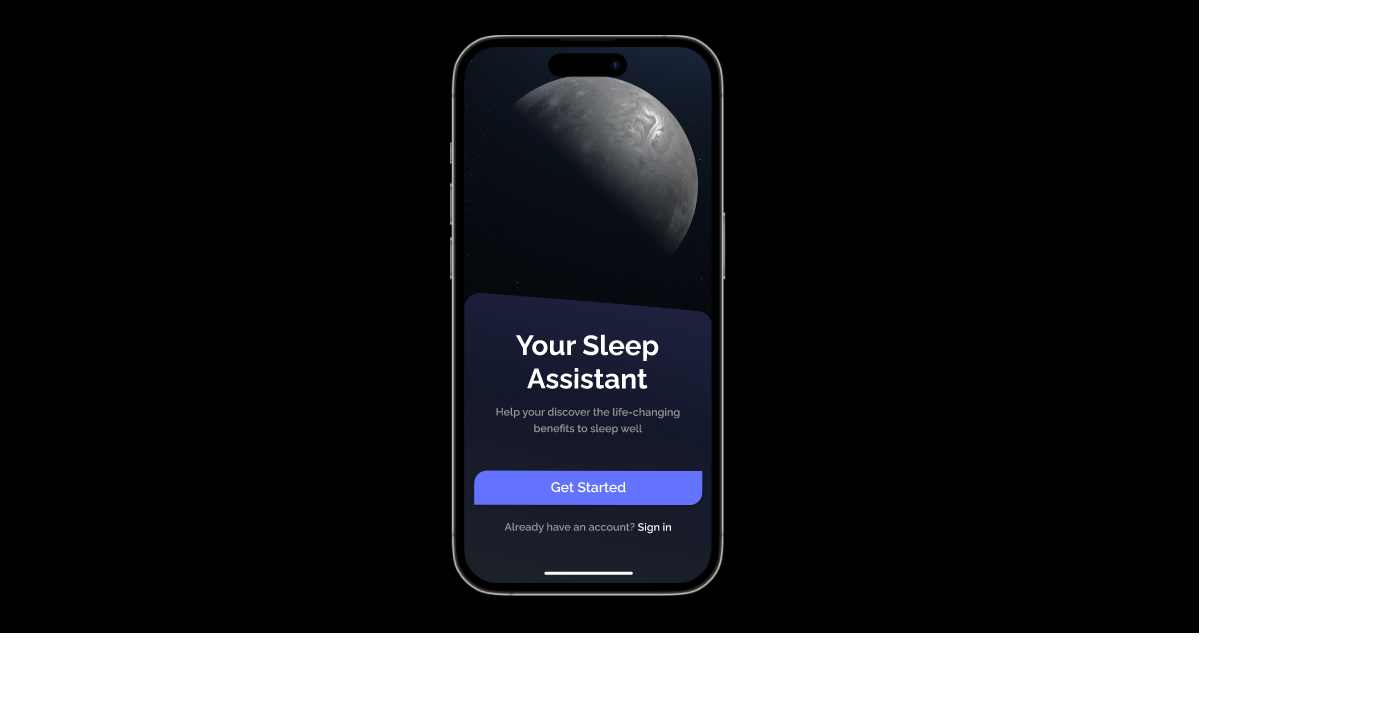 Your Sleep
Assistant
Help your discover the life-changing
benefits to sleep well
Get Started
Already have an account? Sign in